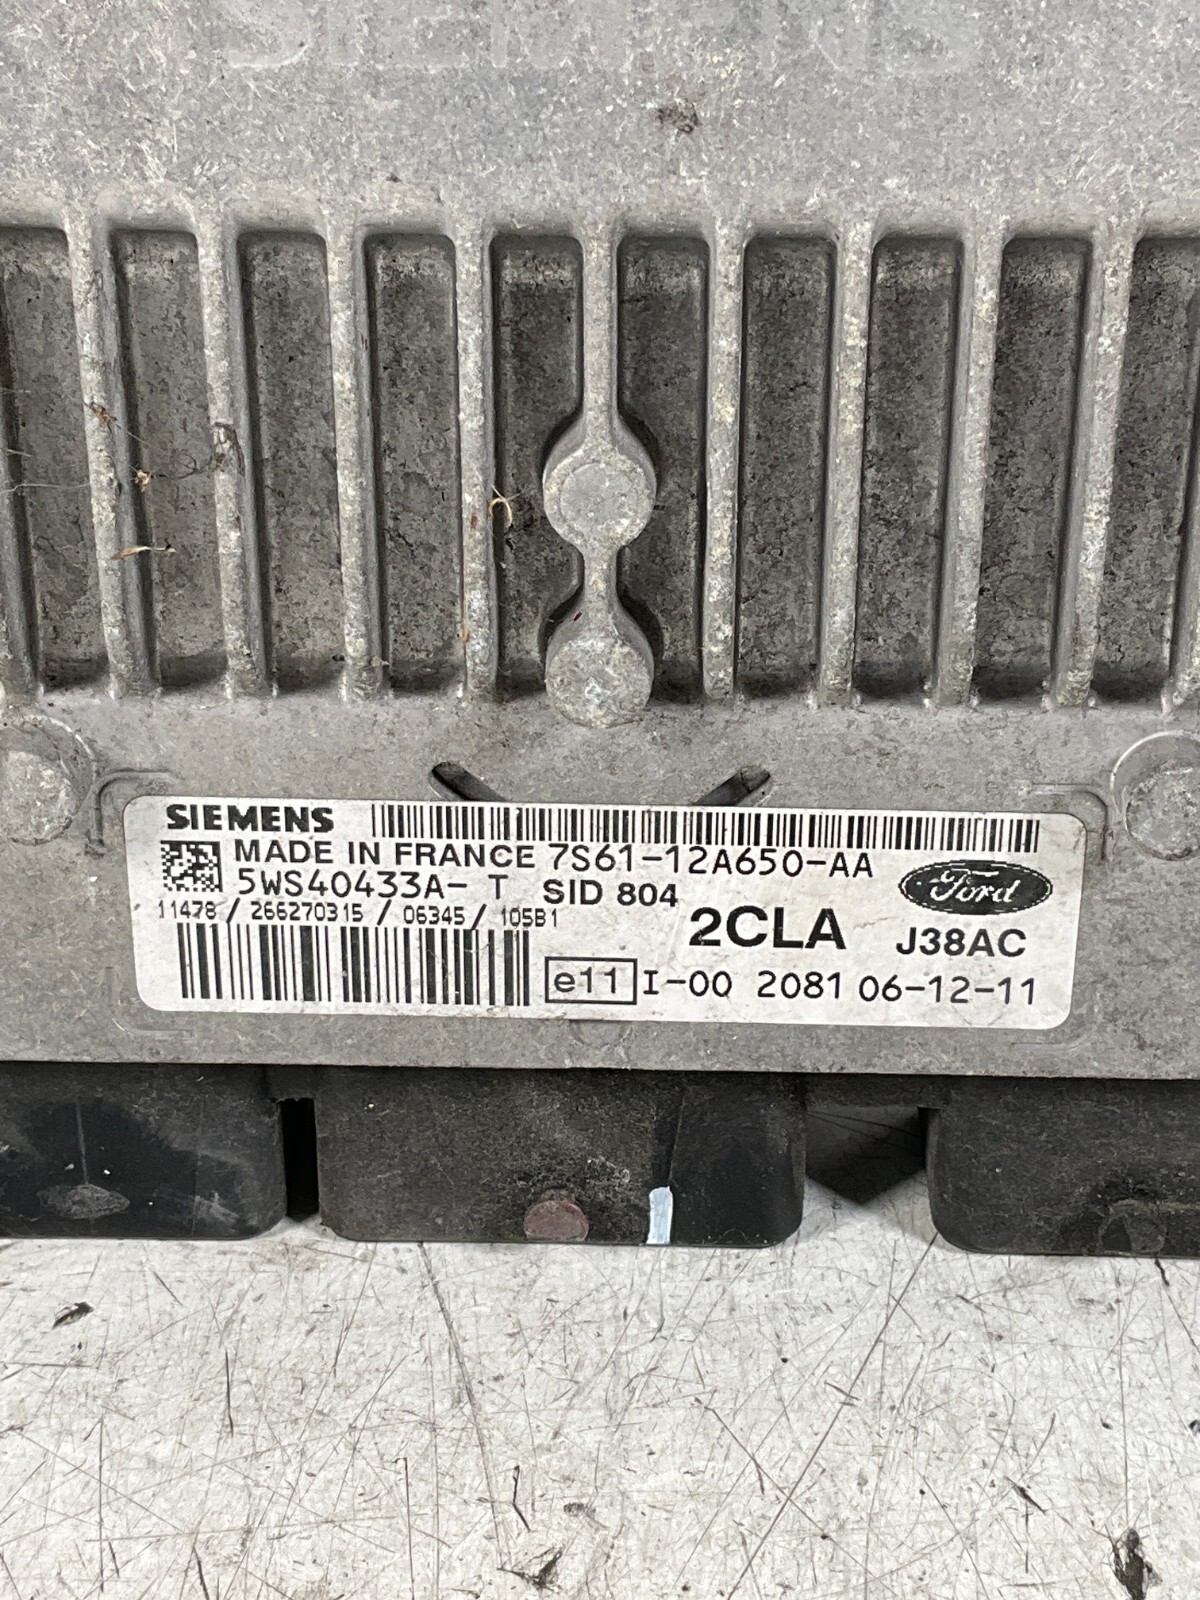 SIEMENS
SIEMENS
MADE IN FRANCE 7S61-12A650-AA
5WS40433A- T SID 804
Ford
11478 / 266270315 / 06345 / 105B1
2CLA J38AC
e11 I-00 2081 06-12-11